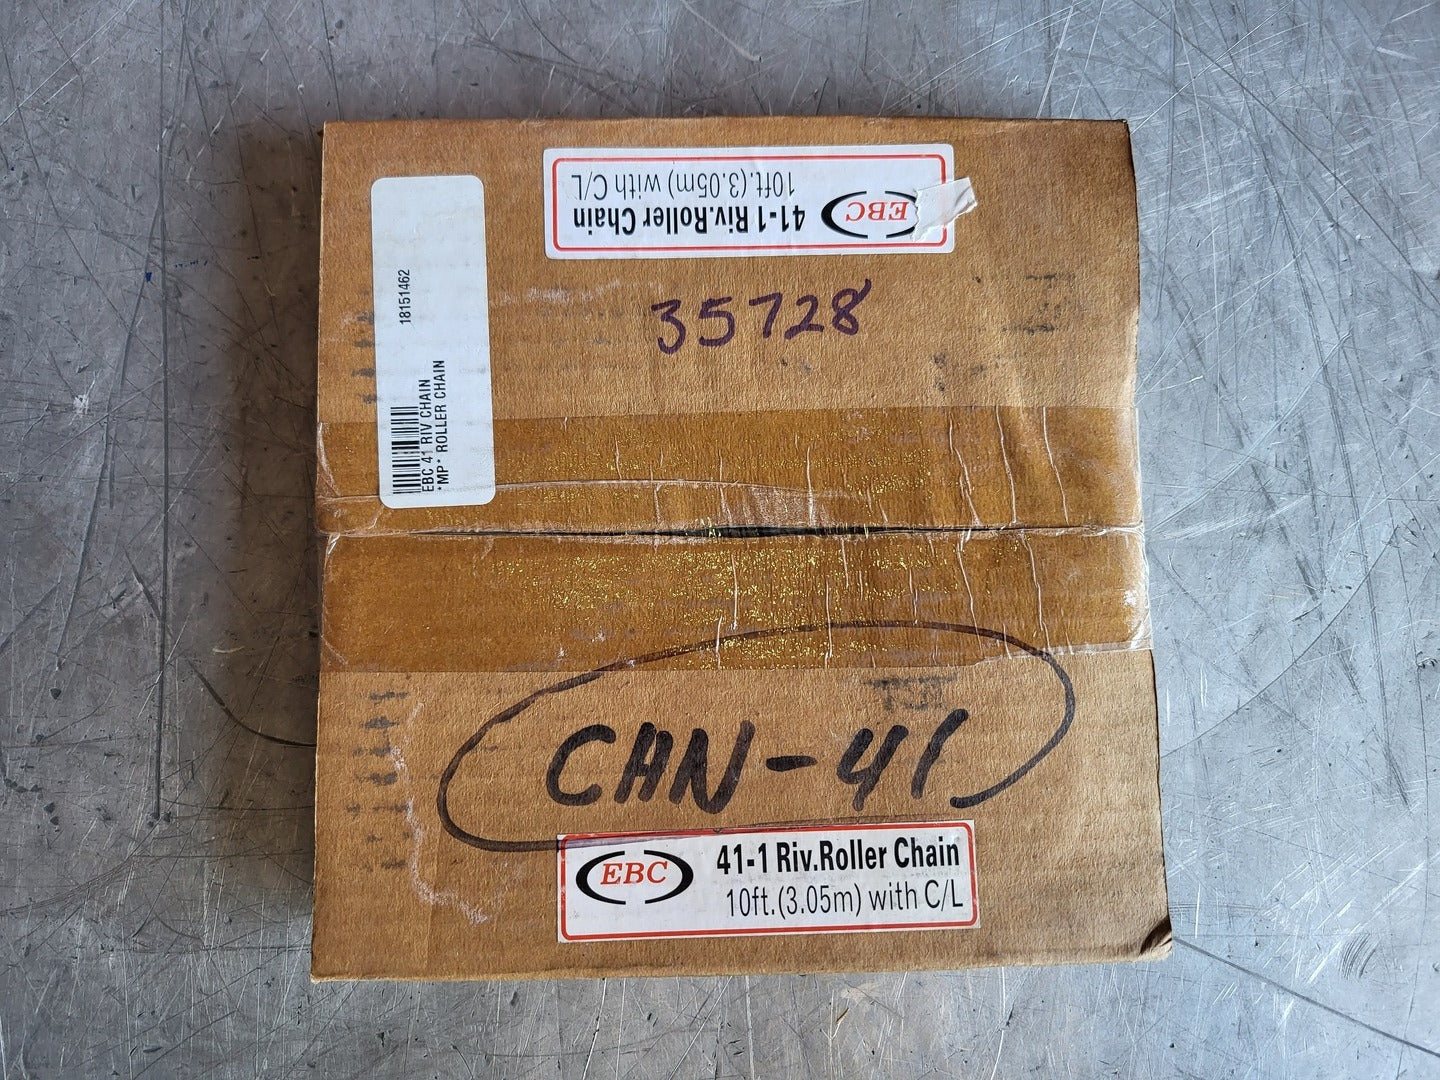 EBC
41-1 Riv.Roller Chain
10ft.(3.05m) with C/L
18151462
EBC 41 RIV CHAIN
*MP* ROLLER CHAIN
35728
CAN-41
EBC
41-1 Riv.Roller Chain
10ft.(3.05m) with C/L